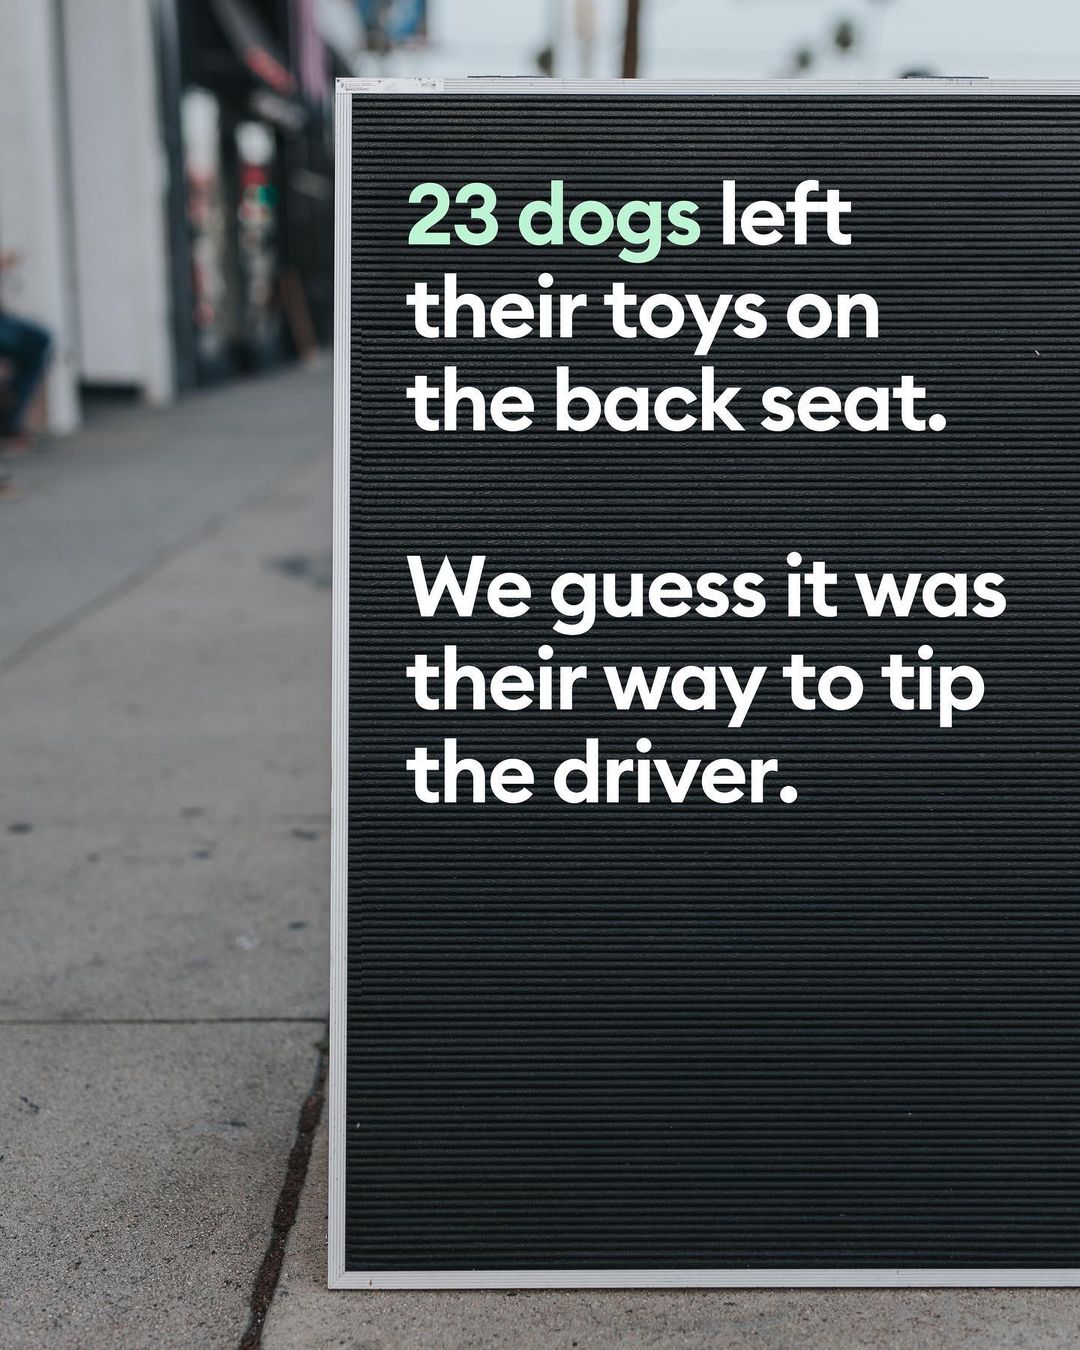 23 dogs left
their toys on
the back seat.
We guess it was
their way to tip
the driver.